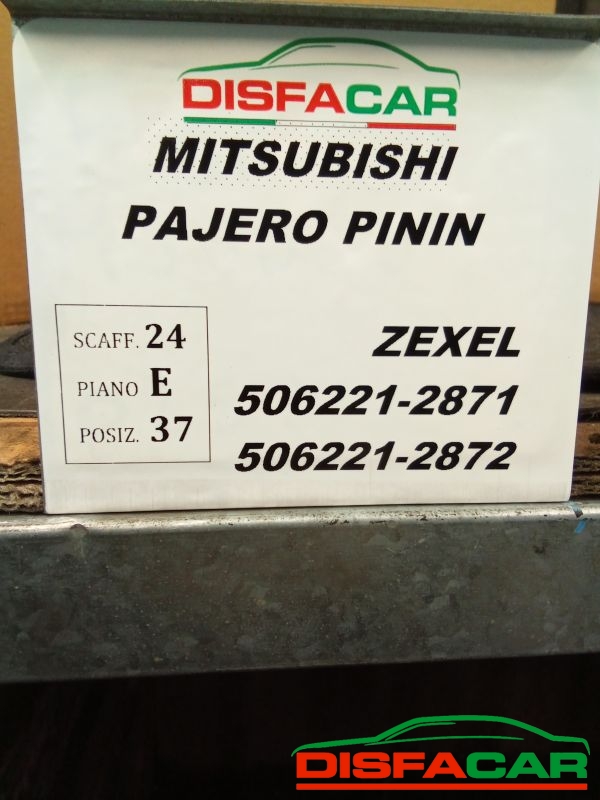 DISFACAR
MITSUBISHI
PAJERO PININ
SCAFF. 24
PIANO E
POSIZ. 37
ZEXEL
506221-2871
506221-2872
DISFACAR